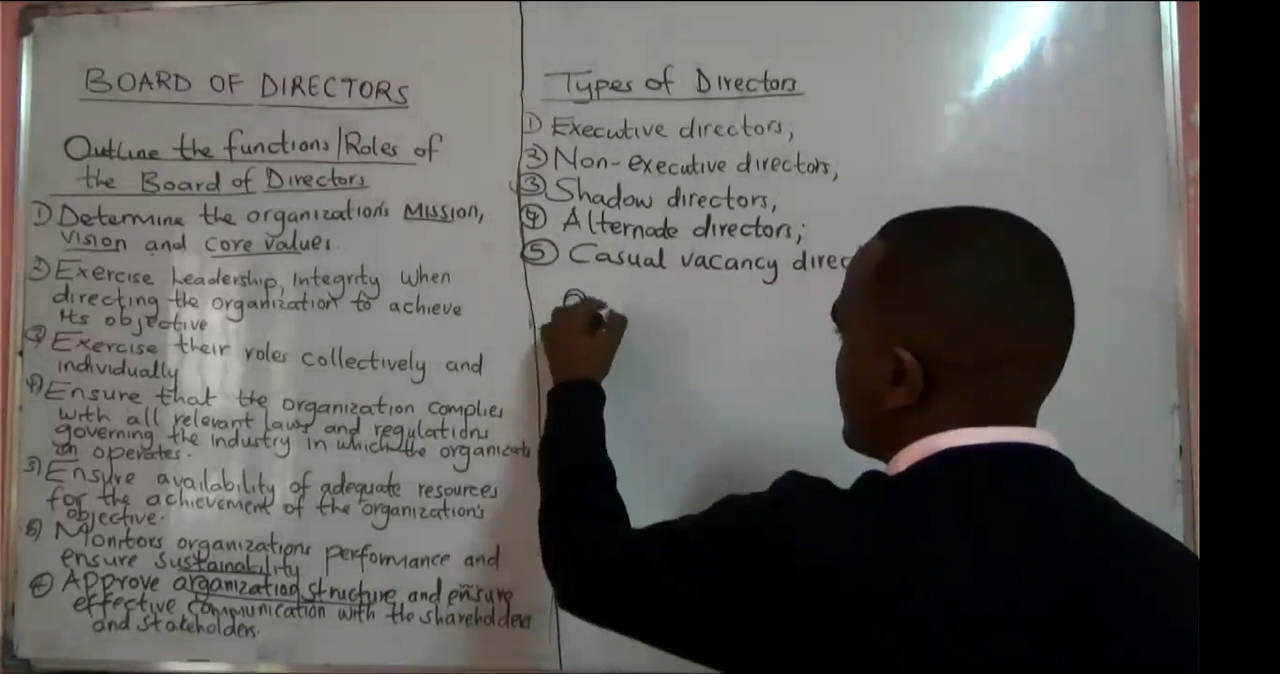 BOARD OF DIRECTORS
Outline the functions/Roles of
the Board of Directors
1) Determine the organization's Mission,
Vision and Core values.
2) Exercise Leadership, Integrity when
directing the organization to achieve
its objective
3) Exercise their roles collectively and
individually
4) Ensure that the organization complies
with all relevant laws and regulations
governing the industry in which the organizati
on operates.
5) Ensure availability of adequate resources
for the achievement of the organization's
objective.
6) Monitors organizations performance and
ensure sustainability
7) Approve organization structure and ensure
effective communication with the shareholders
and stakeholders.
Types of Directors
1) Executive directors,
2) Non-executive directors,
3) Shadow directors,
4) Alternate directors;
5) Casual vacancy direc